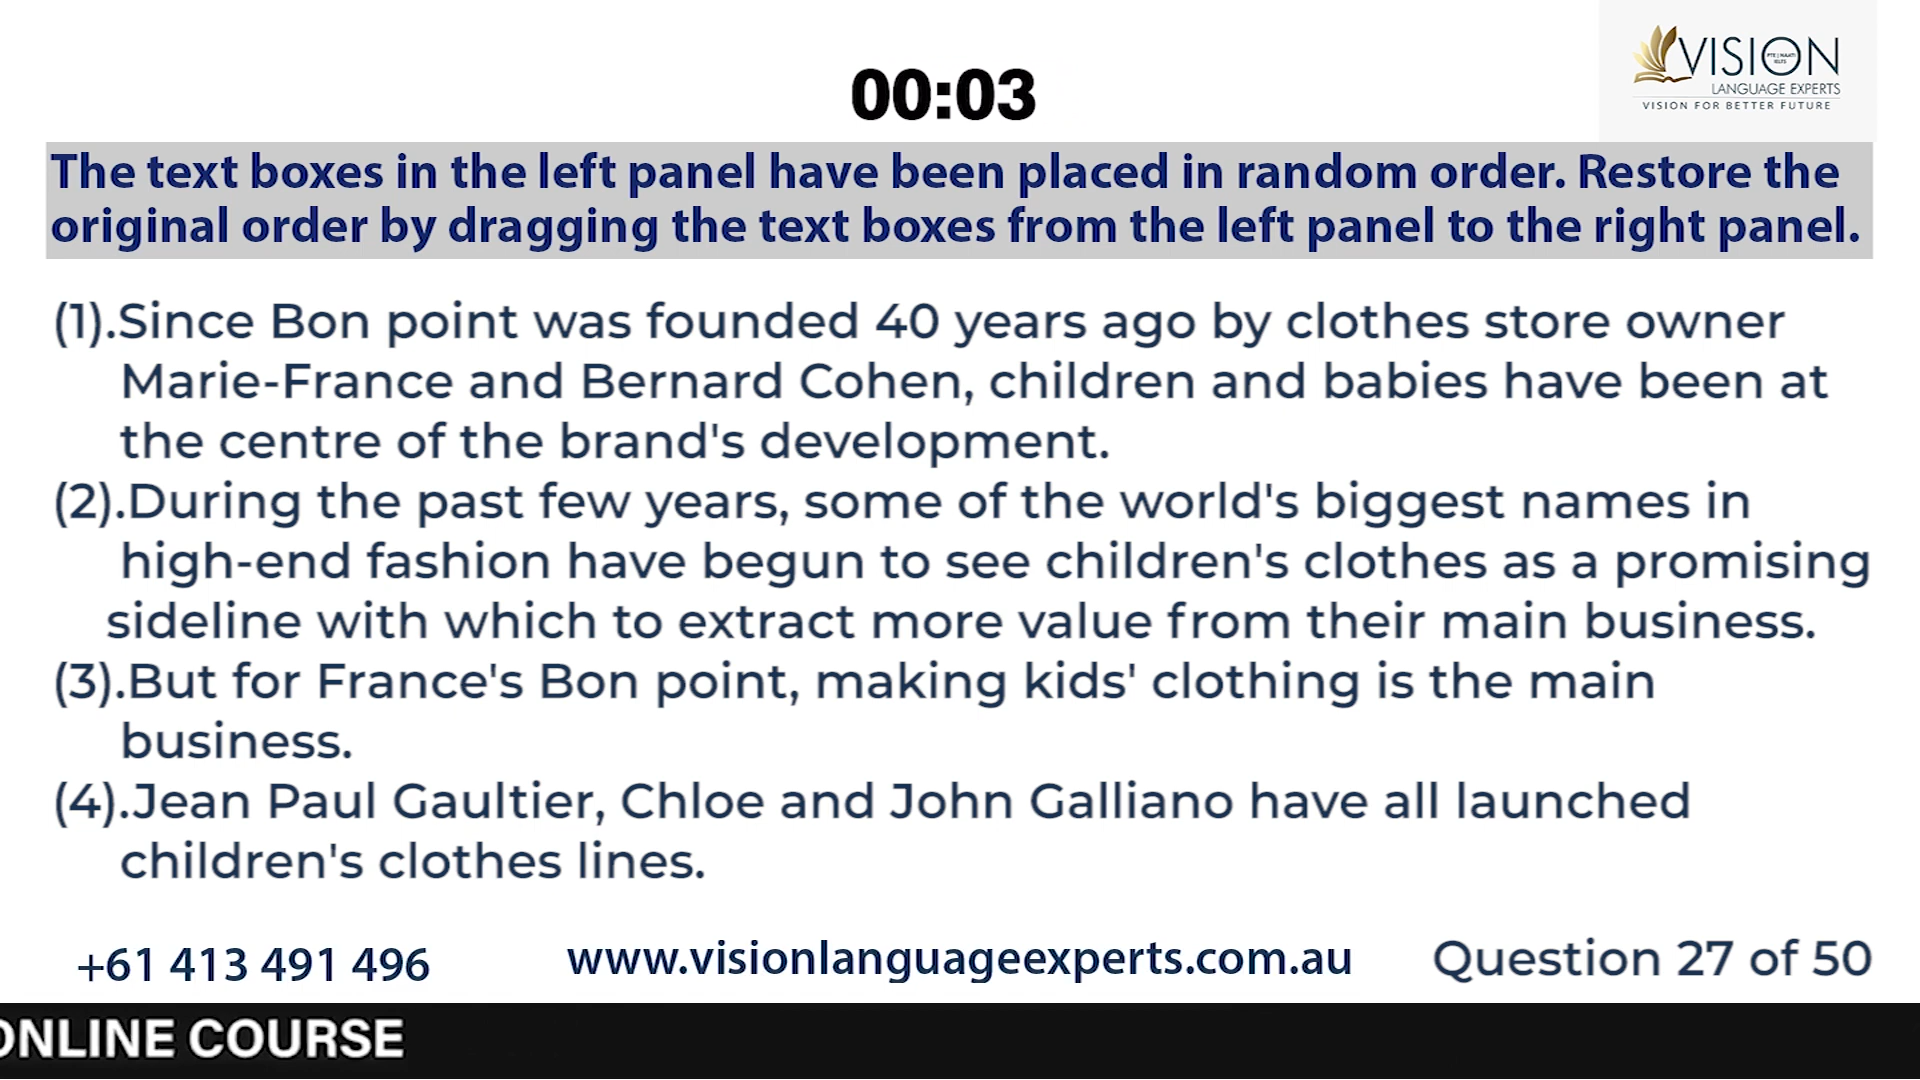 VISION
LANGUAGE EXPERTS
VISION FOR BETTER FUTURE
00:03
The text boxes in the left panel have been placed in random order. Restore the
original order by dragging the text boxes from the left panel to the right panel.
(1).Since Bon point was founded 40 years ago by clothes store owner
Marie-France and Bernard Cohen, children and babies have been at
the centre of the brand's development.
(2).During the past few years, some of the world's biggest names in
high-end fashion have begun to see children's clothes as a promising
sideline with which to extract more value from their main business.
(3).But for France's Bon point, making kids' clothing is the main
business.
(4).Jean Paul Gaultier, Chloe and John Galliano have all launched
children's clothes lines.
+61 413 491 496
www.visionlanguageexperts.com.au
Question 27 of 50
ONLINE COURSE